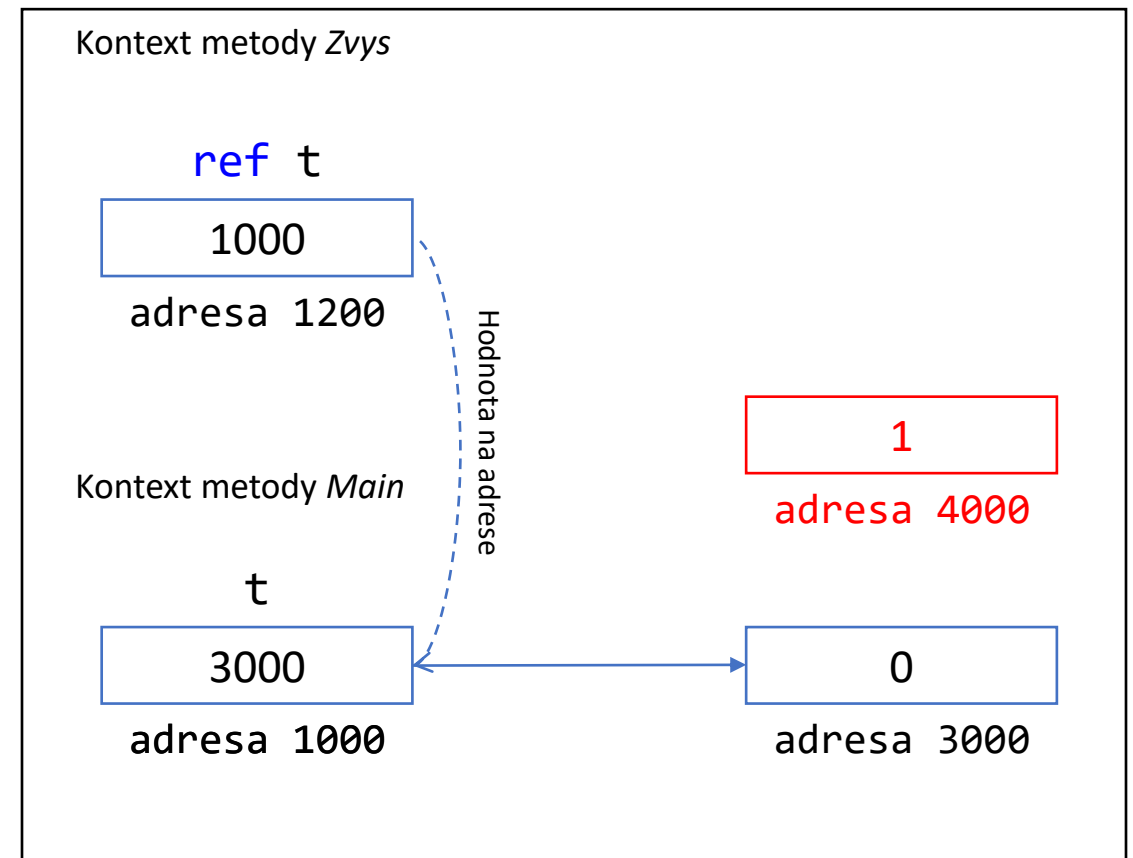 Kontext metody Zvys
ref t
1000
adresa 1200
Hodnota na adrese
1
adresa 4000
Kontext metody Main
t
3000
adresa 1000
0
adresa 3000